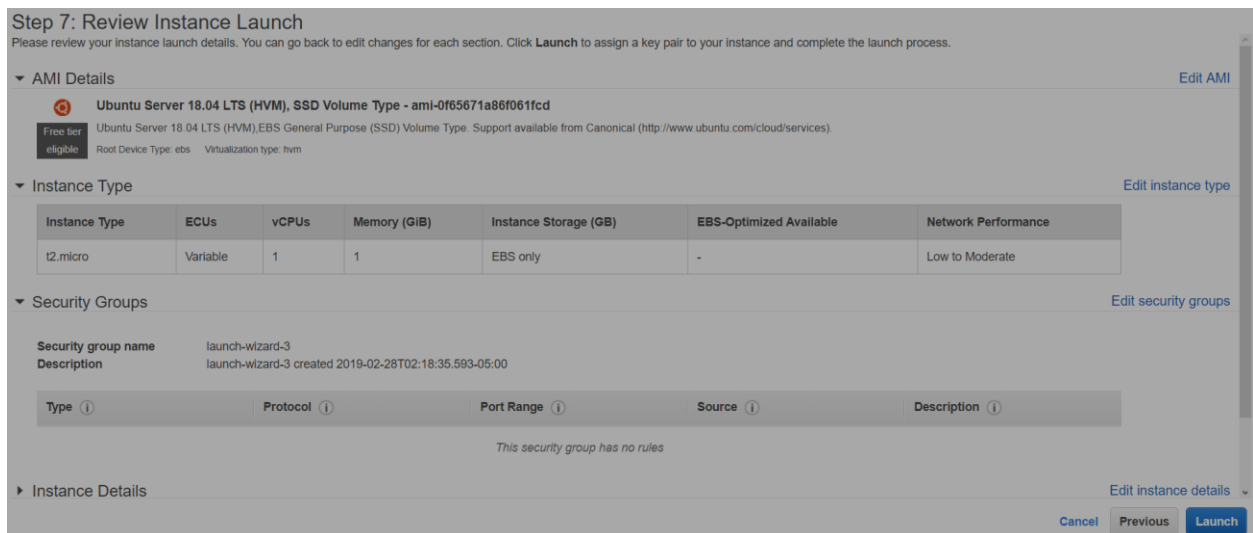 Step 7: Review Instance Launch
Please review your instance launch details. You can go back to edit changes for each section. Click Launch to assign a key pair to your instance and complete the launch process.
AMI Details Edit AMI
Ubuntu Server 18.04 LTS (HVM), SSD Volume Type - ami-0f65671a86f061fcd
Free tier eligible
Ubuntu Server 18.04 LTS (HVM),EBS General Purpose (SSD) Volume Type. Support available from Canonical (http://www.ubuntu.com/cloud/services).
Root Device Type: ebs Virtualization type: hvm
Instance Type Edit instance type
Instance Type ECUs vCPUs Memory (GiB) Instance Storage (GB) EBS-Optimized Available Network Performance
t2.micro Variable 1 1 EBS only - Low to Moderate
Security Groups Edit security groups
Security group name launch-wizard-3
Description launch-wizard-3 created 2019-02-28T02:18:35.593-05:00
Type i Protocol i Port Range i Source i Description i
This security group has no rules
Instance Details Edit instance details
Cancel Previous Launch